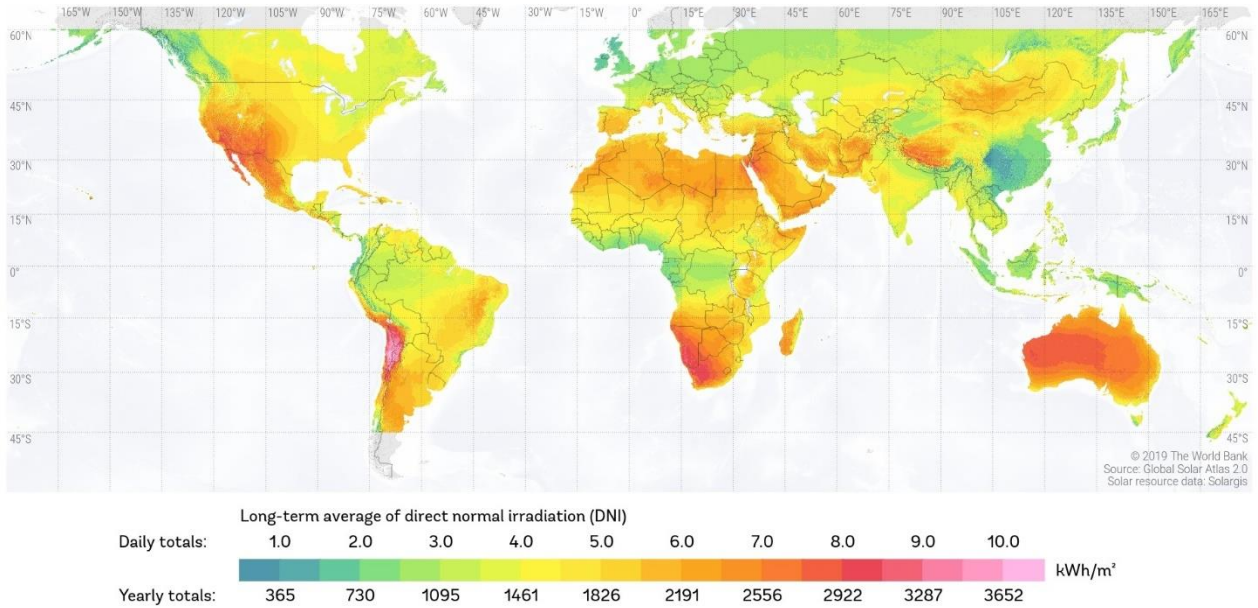 165°W 150°W 135°W 120°W 105°W 90°W 75°W 60°W 45°W 30°W 15°W 0° 15°E 30°E 45°E 60°E 75°E 90°E 105°E 120°E 135°E 150°E 165°E
60°N 60°N
45°N 45°N
30°N 30°N
15°N 15°N
0° 0°
15°S 15°S
30°S 30°S
45°S 45°S
© 2019 The World Bank
Source: Global Solar Atlas 2.0
Solar resource data: Solargis
Long-term average of direct normal irradiation (DNI)
Daily totals: 1.0 2.0 3.0 4.0 5.0 6.0 7.0 8.0 9.0 10.0
kWh/m²
Yearly totals: 365 730 1095 1461 1826 2191 2556 2922 3287 3652